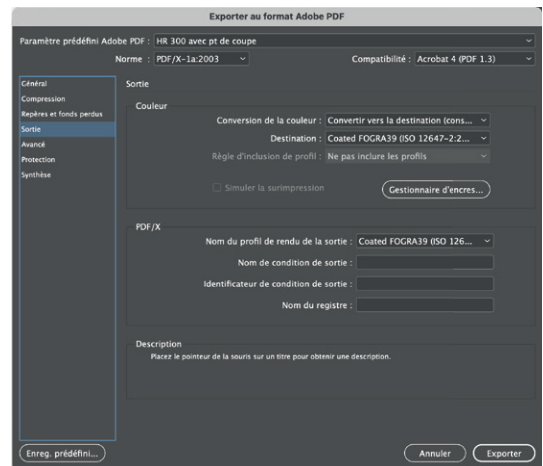 Exporter au format Adobe PDF
Paramètre prédéfini Adobe PDF : HR 300 avec pt de coupe
Norme : PDF/X-1a:2003 Compatibilité : Acrobat 4 (PDF 1.3)
Général
Compression
Repères et fonds perdus
Sortie
Avancé
Protection
Synthèse
Sortie
Couleur
Conversion de la couleur : Convertir vers la destination (cons...
Destination : Coated FOGRA39 (ISO 12647-2:2...
Règle d'inclusion de profil : Ne pas inclure les profils
Simuler la surimpression
Gestionnaire d'encres...
PDF/X
Nom du profil de rendu de la sortie : Coated FOGRA39 (ISO 126...
Nom de condition de sortie :
Identificateur de condition de sortie :
Nom du registre :
Description
Placez le pointeur de la souris sur un titre pour obtenir une description.
Enreg. prédéfini...
Annuler
Exporter